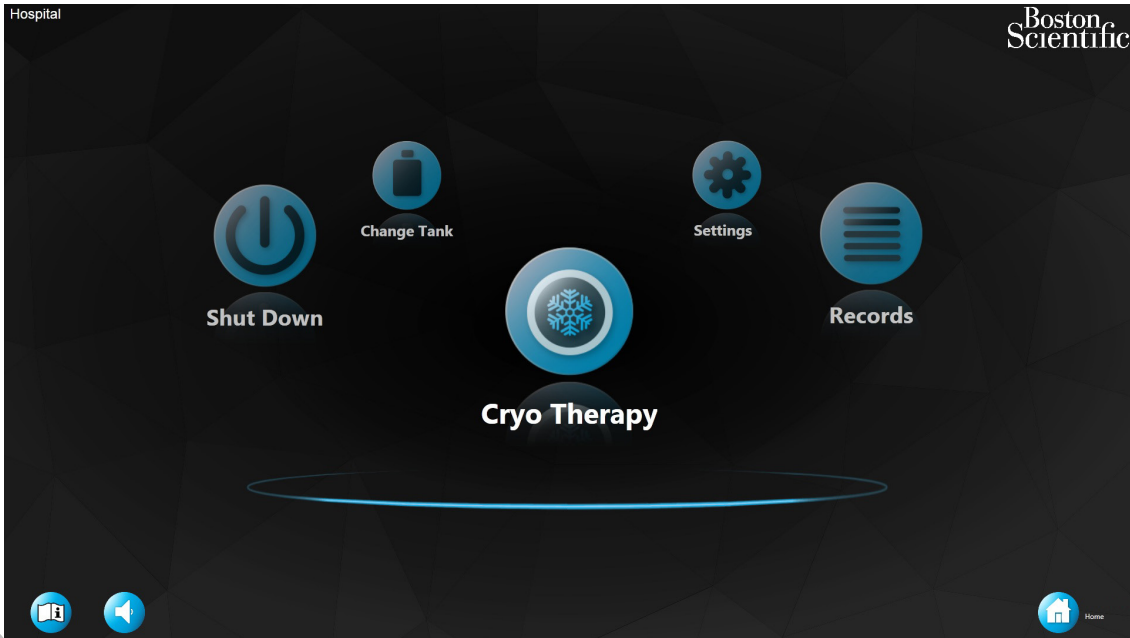 Hospital
Boston
Scientific
Change Tank
Settings
Shut Down
Records
Cryo Therapy
Home